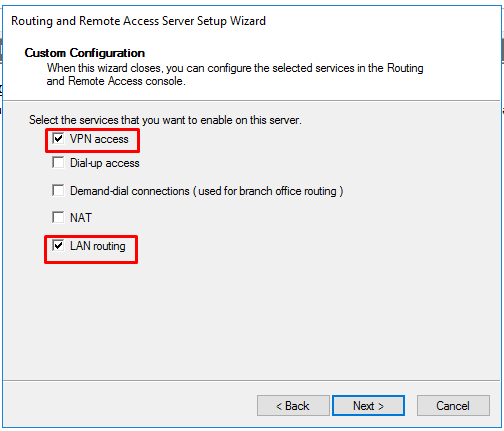 Routing and Remote Access Server Setup Wizard
Custom Configuration
When this wizard closes, you can configure the selected services in the Routing
and Remote Access console.
Select the services that you want to enable on this server.
VPN access
Dial-up access
Demand-dial connections ( used for branch office routing )
NAT
LAN routing
< Back
Next >
Cancel